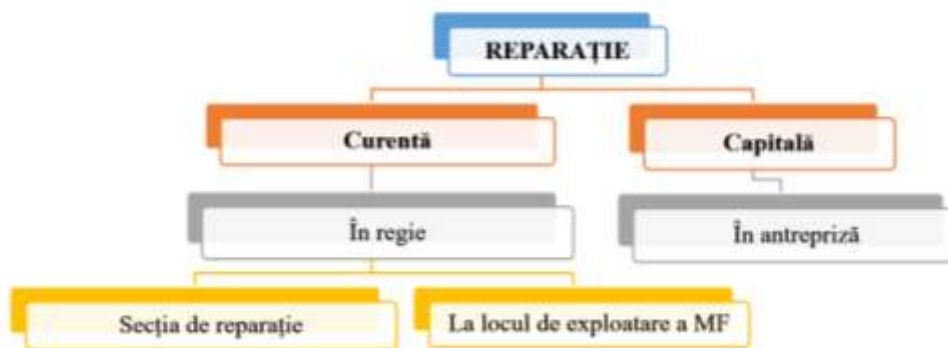 REPARAȚIE
Curentă
Capitală
În regie
În antrepriză
Secția de reparație
La locul de exploatare a MF